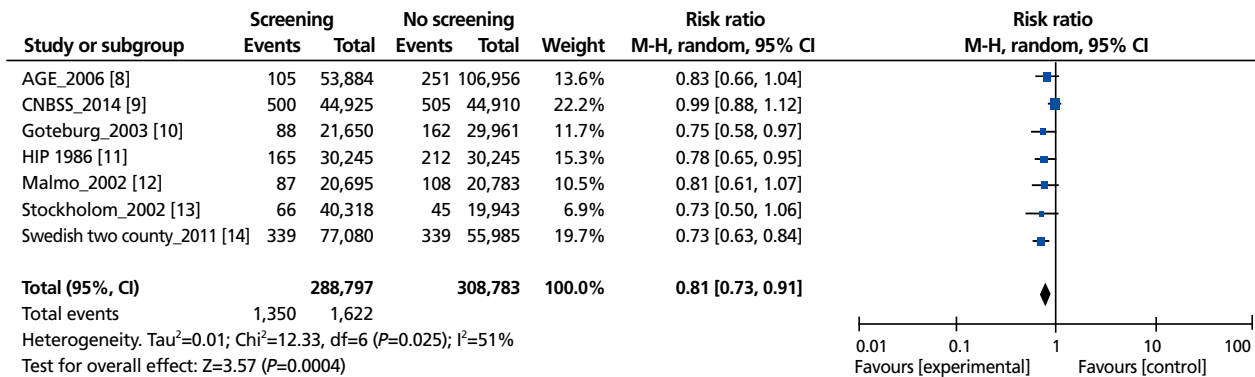 Screening No screening Risk ratio Risk ratio
Study or subgroup Events Total Events Total Weight M-H, random, 95% CI M-H, random, 95% CI
AGE_2006 [8] 105 53,884 251 106,956 13.6% 0.83 [0.66, 1.04]
CNBSS_2014 [9] 500 44,925 505 44,910 22.2% 0.99 [0.88, 1.12]
Goteburg_2003 [10] 88 21,650 162 29,961 11.7% 0.75 [0.58, 0.97]
HIP 1986 [11] 165 30,245 212 30,245 15.3% 0.78 [0.65, 0.95]
Malmo_2002 [12] 87 20,695 108 20,783 10.5% 0.81 [0.61, 1.07]
Stockholom_2002 [13] 66 40,318 45 19,943 6.9% 0.73 [0.50, 1.06]
Swedish two county_2011 [14] 339 77,080 339 55,985 19.7% 0.73 [0.63, 0.84]
Total (95%, CI) 288,797 308,783 100.0% 0.81 [0.73, 0.91]
Total events 1,350 1,622
Heterogeneity. Tau²=0.01; Chi²=12.33, df=6 (P=0.025); I²=51%
Test for overall effect: Z=3.57 (P=0.0004)
0.01 0.1 1 10 100
Favours [experimental] Favours [control]